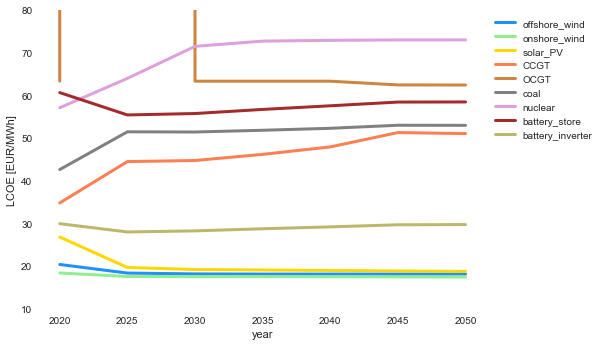 80
70
60
50
40
30
20
10
LCOE [EUR/MWh]
2020 2025 2030 2035 2040 2045 2050
year
offshore_wind
onshore_wind
solar_PV
CCGT
OCGT
coal
nuclear
battery_store
battery_inverter